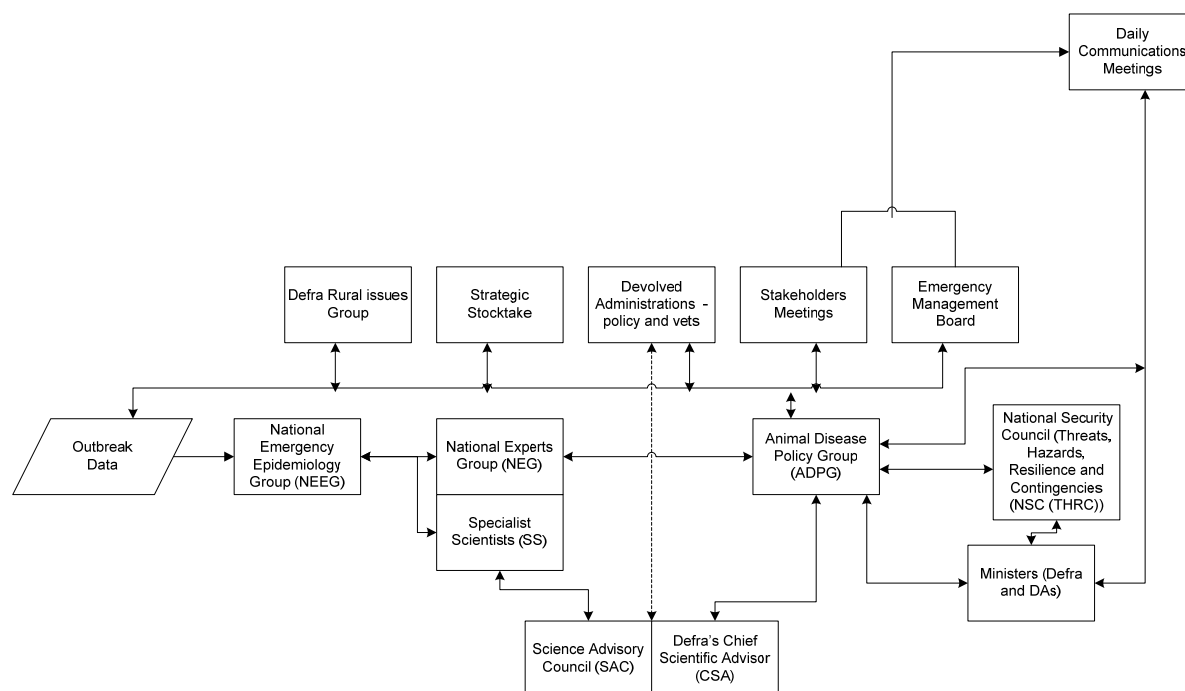 Daily
Communications
Meetings
Defra Rural issues
Group
Strategic
Stocktake
Devolved
Administrations -
policy and vets
Stakeholders
Meetings
Emergency
Management
Board
Outbreak
Data
National
Emergency
Epidemiology
Group (NEEG)
National Experts
Group (NEG)
Animal Disease
Policy Group
(ADPG)
National Security
Council (Threats,
Hazards,
Resilience and
Contingencies
(NSC (THRC))
Specialist
Scientists (SS)
Ministers (Defra
and DAs)
Science Advisory
Council (SAC)
Defra's Chief
Scientific Advisor
(CSA)